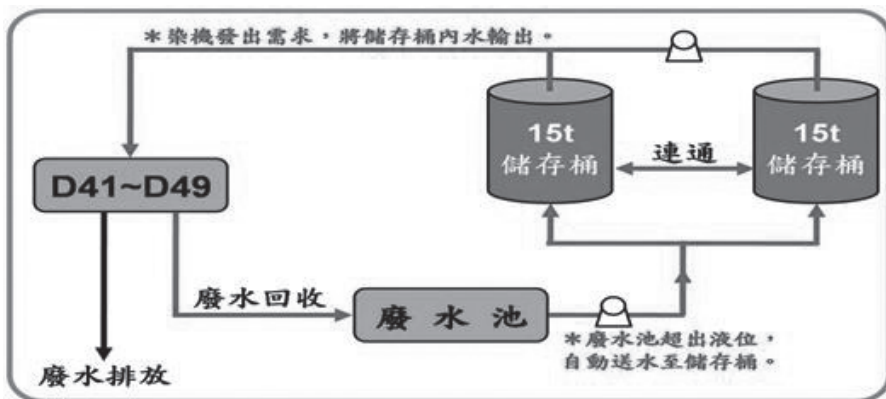 ＊染機發出需求，將儲存桶內水輸出。
15t
儲存桶
連通
15t
儲存桶
D41~D49
廢水回收
廢水池
＊廢水池超出液位，
自動送水至儲存桶。
廢水排放